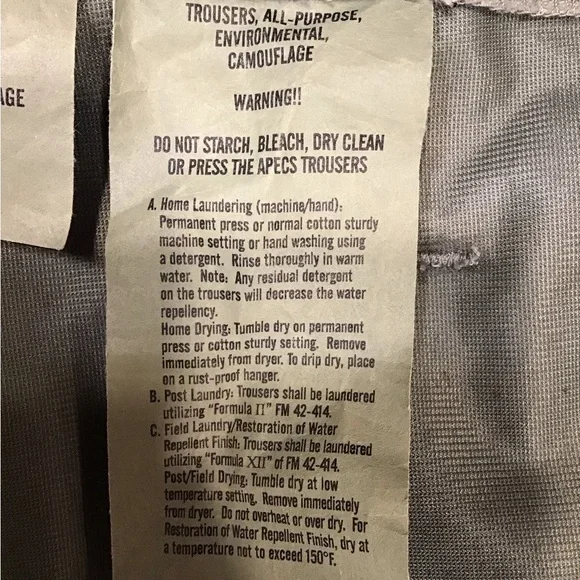 TROUSERS, ALL-PURPOSE,
ENVIRONMENTAL,
CAMOUFLAGE
WARNING!!
DO NOT STARCH, BLEACH, DRY CLEAN
OR PRESS THE APECS TROUSERS
A. Home Laundering (machine/hand):
Permanent press or normal cotton sturdy
machine setting or hand washing using
a detergent. Rinse thoroughly in warm
water. Note: Any residual detergent
on the trousers will decrease the water
repellency.
Home Drying: Tumble dry on permanent
press or cotton sturdy setting. Remove
immediately from dryer. To drip dry, place
on a rust-proof hanger.
B. Post Laundry: Trousers shall be laundered
utilizing "Formula II" FM 42-414.
C. Field Laundry/Restoration of Water
Repellent Finish: Trousers shall be laundered
utilizing "Formula XII" of FM 42-414.
Post/Field Drying: Tumble dry at low
temperature setting. Remove immediately
from dryer. Do not overheat or over dry. For
Restoration of Water Repellent Finish, dry at
a temperature not to exceed 150°F.
AGE